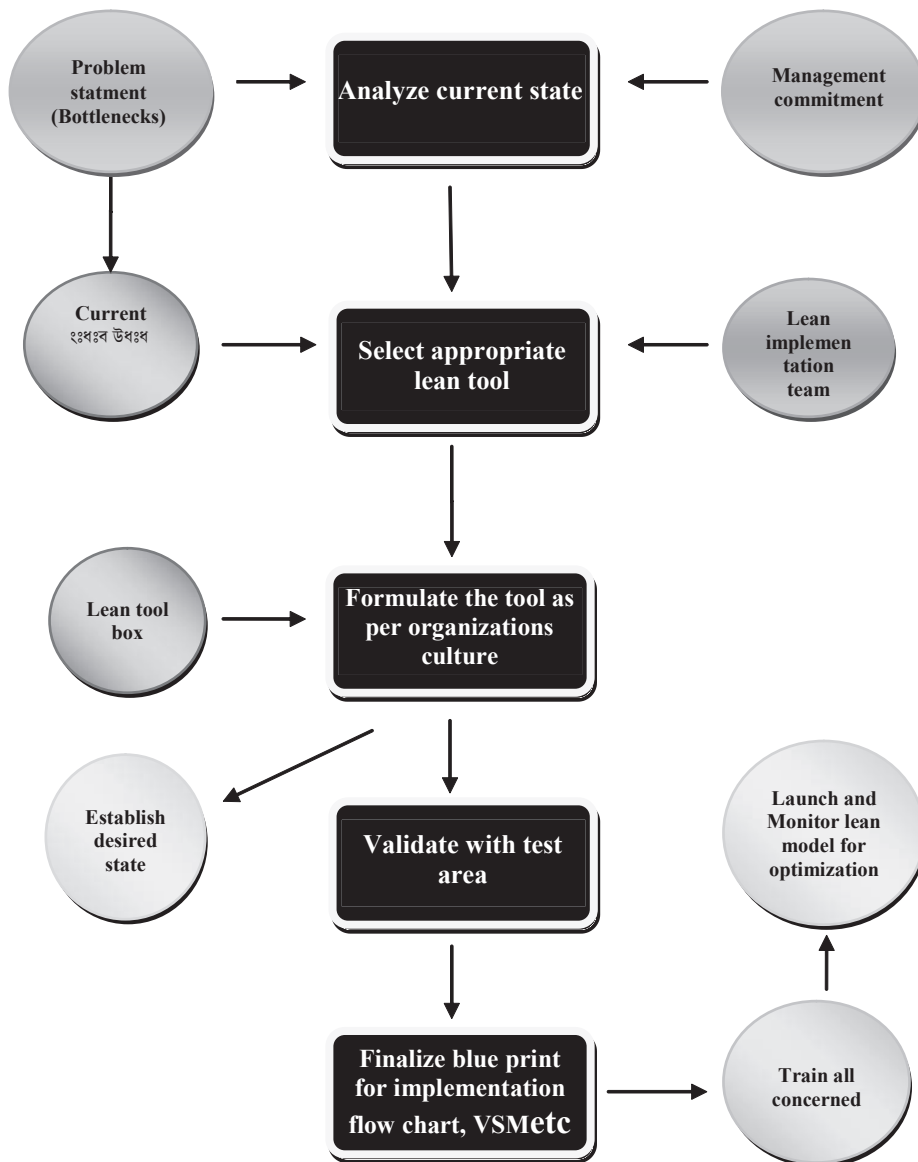 Problem
statment
(Bottlenecks)
Analyze current state
Management
commitment
Current
ংঃধঃব উধঃধ
Select appropriate
lean tool
Lean
implemen
tation
team
Lean tool
box
Formulate the tool as
per organizations
culture
Establish
desired
state
Validate with test
area
Launch and
Monitor lean
model for
optimization
Finalize blue print
for implementation
flow chart, VSMetc
Train all
concerned